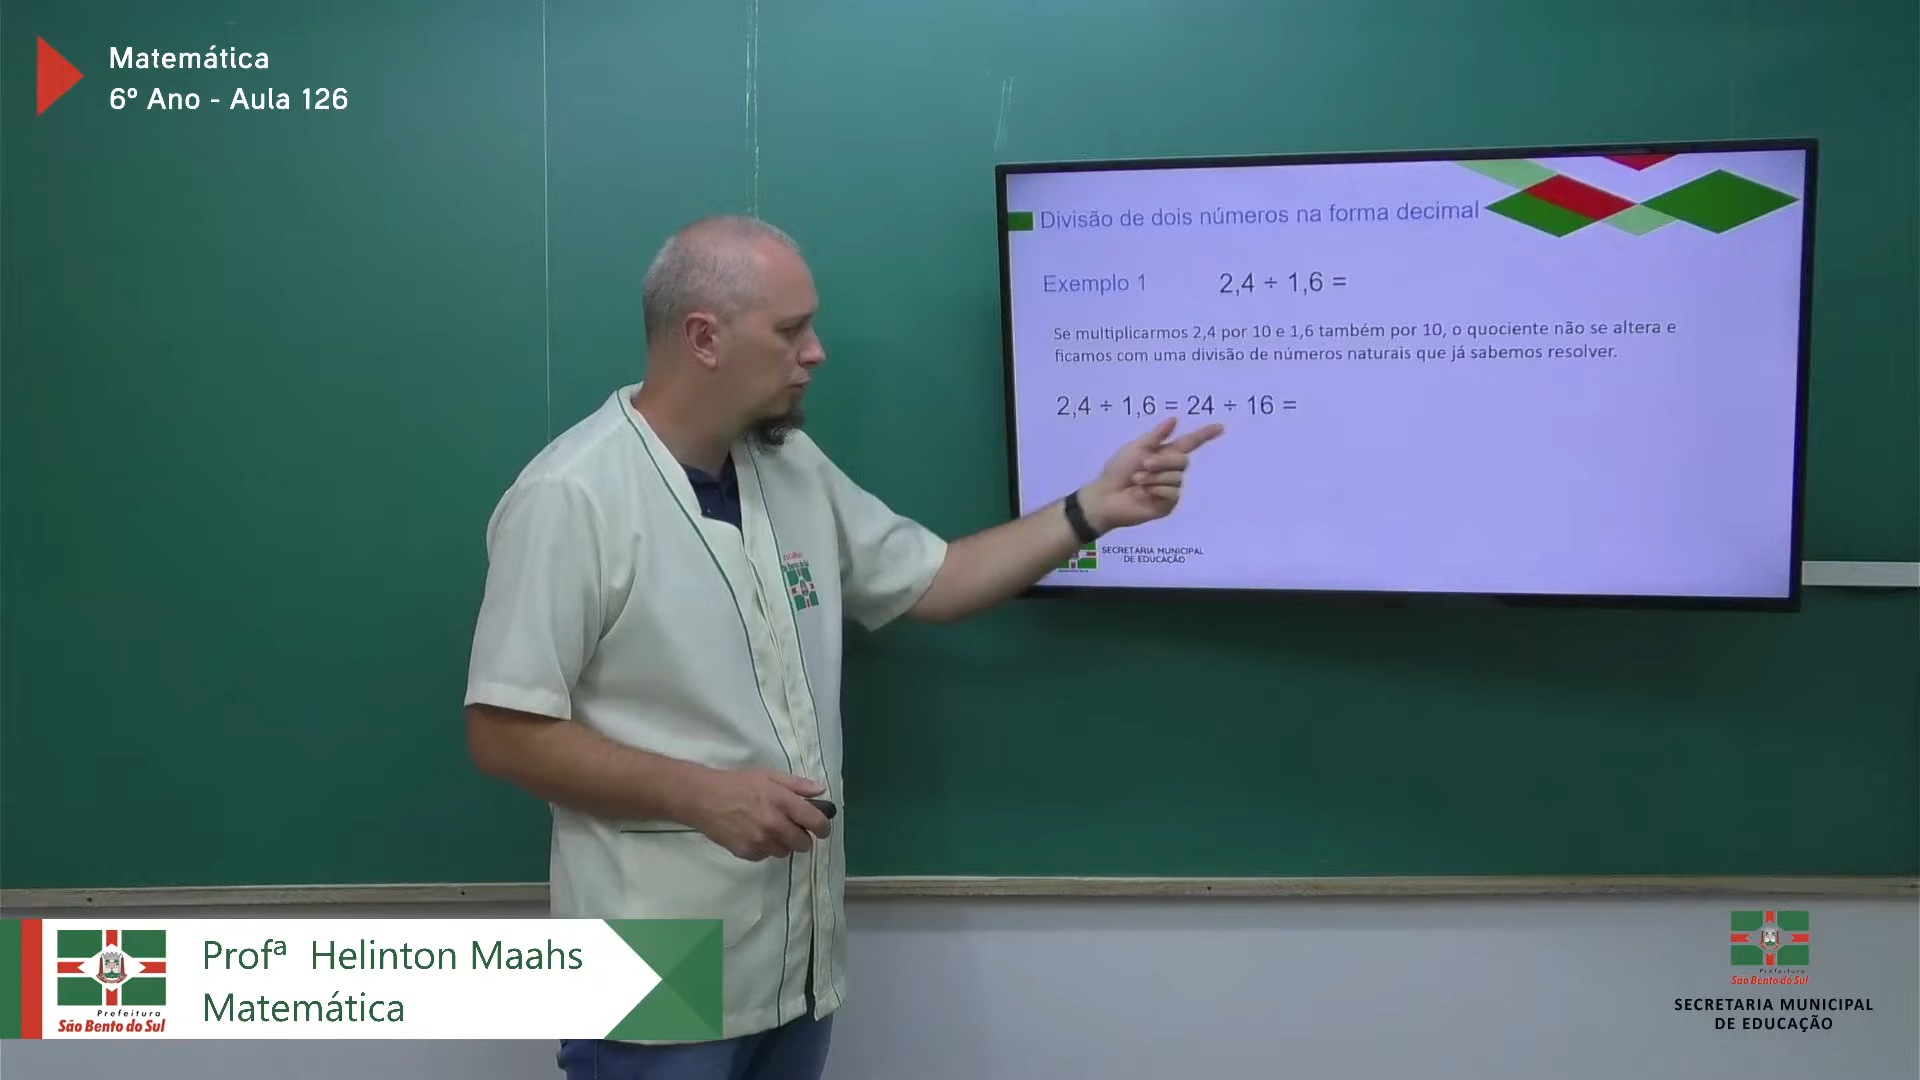 Matemática
6º Ano - Aula 126
Divisão de dois números na forma decimal
Exemplo 1 2,4 ÷ 1,6 =
Se multiplicarmos 2,4 por 10 e 1,6 também por 10, o quociente não se altera e
ficamos com uma divisão de números naturais que já sabemos resolver.
2,4 ÷ 1,6 = 24 ÷ 16 =
SECRETARIA MUNICIPAL
DE EDUCAÇÃO
Profª Helinton Maahs
Matemática
Prefeitura
São Bento do Sul
Prefeitura
São Bento do Sul
SECRETARIA MUNICIPAL
DE EDUCAÇÃO